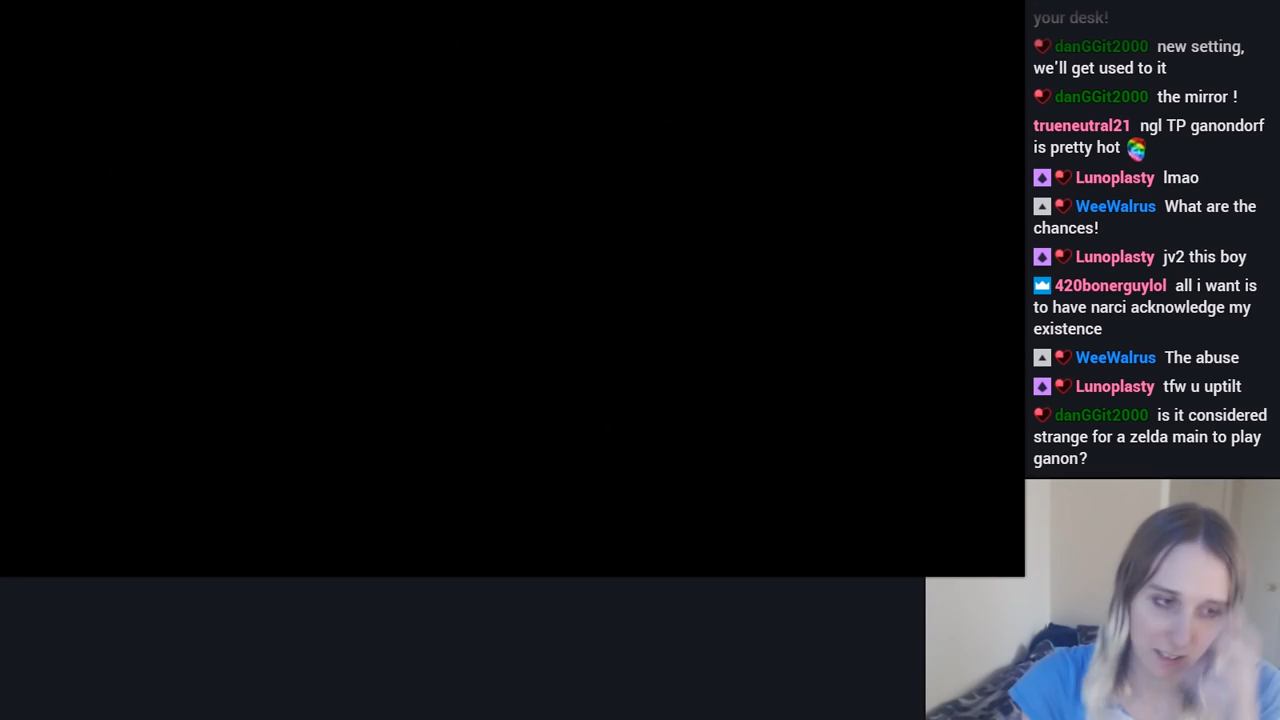 your desk!
danGGit2000 new setting,
we'll get used to it
danGGit2000 the mirror !
trueneutral21 ngl TP ganondorf
is pretty hot
Lunoplasty lmao
WeeWalrus What are the
chances!
Lunoplasty jv2 this boy
420bonerguylol all i want is
to have narci acknowledge my
existence
WeeWalrus The abuse
Lunoplasty tfw u uptilt
danGGit2000 is it considered
strange for a zelda main to play
ganon?